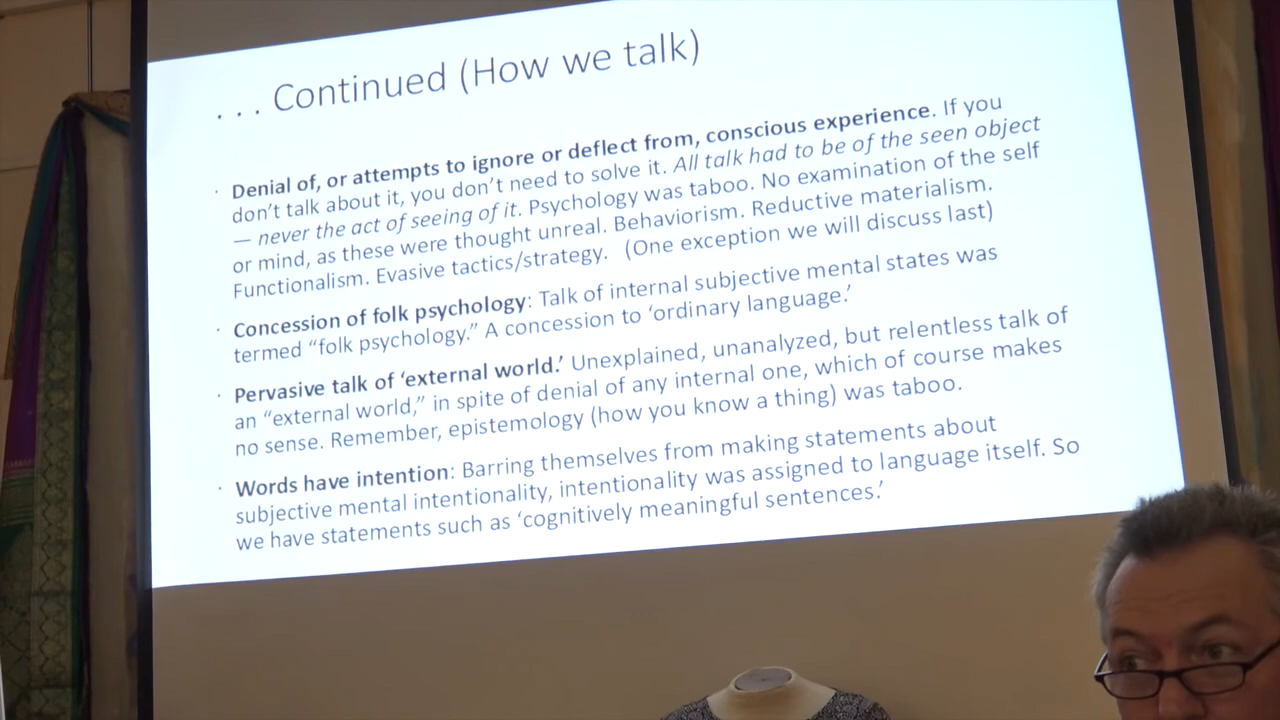 . . . Continued (How we talk)
· Denial of, or attempts to ignore or deflect from, conscious experience. If you
don't talk about it, you don't need to solve it. All talk had to be of the seen object
— never the act of seeing of it. Psychology was taboo. No examination of the self
or mind, as these were thought unreal. Behaviorism. Reductive materialism.
Functionalism. Evasive tactics/strategy. (One exception we will discuss last)
· Concession of folk psychology: Talk of internal subjective mental states was
termed "folk psychology." A concession to 'ordinary language.'
· Pervasive talk of 'external world.' Unexplained, unanalyzed, but relentless talk of
an "external world," in spite of denial of any internal one, which of course makes
no sense. Remember, epistemology (how you know a thing) was taboo.
· Words have intention: Barring themselves from making statements about
subjective mental intentionality, intentionality was assigned to language itself. So
we have statements such as 'cognitively meaningful sentences.'